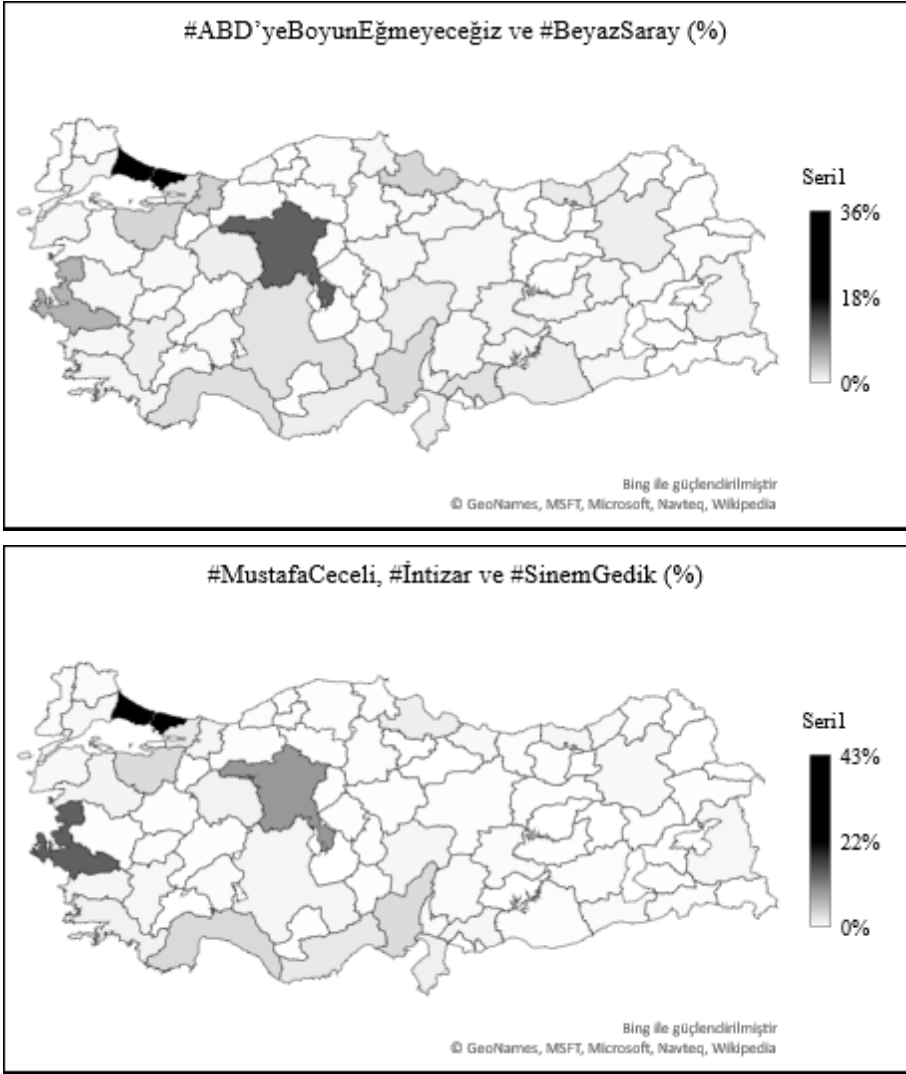 #ABD’yeBoyunEğmeyeceğiz ve #BeyazSaray (%)
Seri1
36%
18%
0%
Bing ile güçlendirilmiştir
© GeoNames, MSFT, Microsoft, Navteq, Wikipedia
#MustafaCeceli, #İntizar ve #SinemGedik (%)
Seri1
43%
22%
0%
Bing ile güçlendirilmiştir
© GeoNames, MSFT, Microsoft, Navteq, Wikipedia